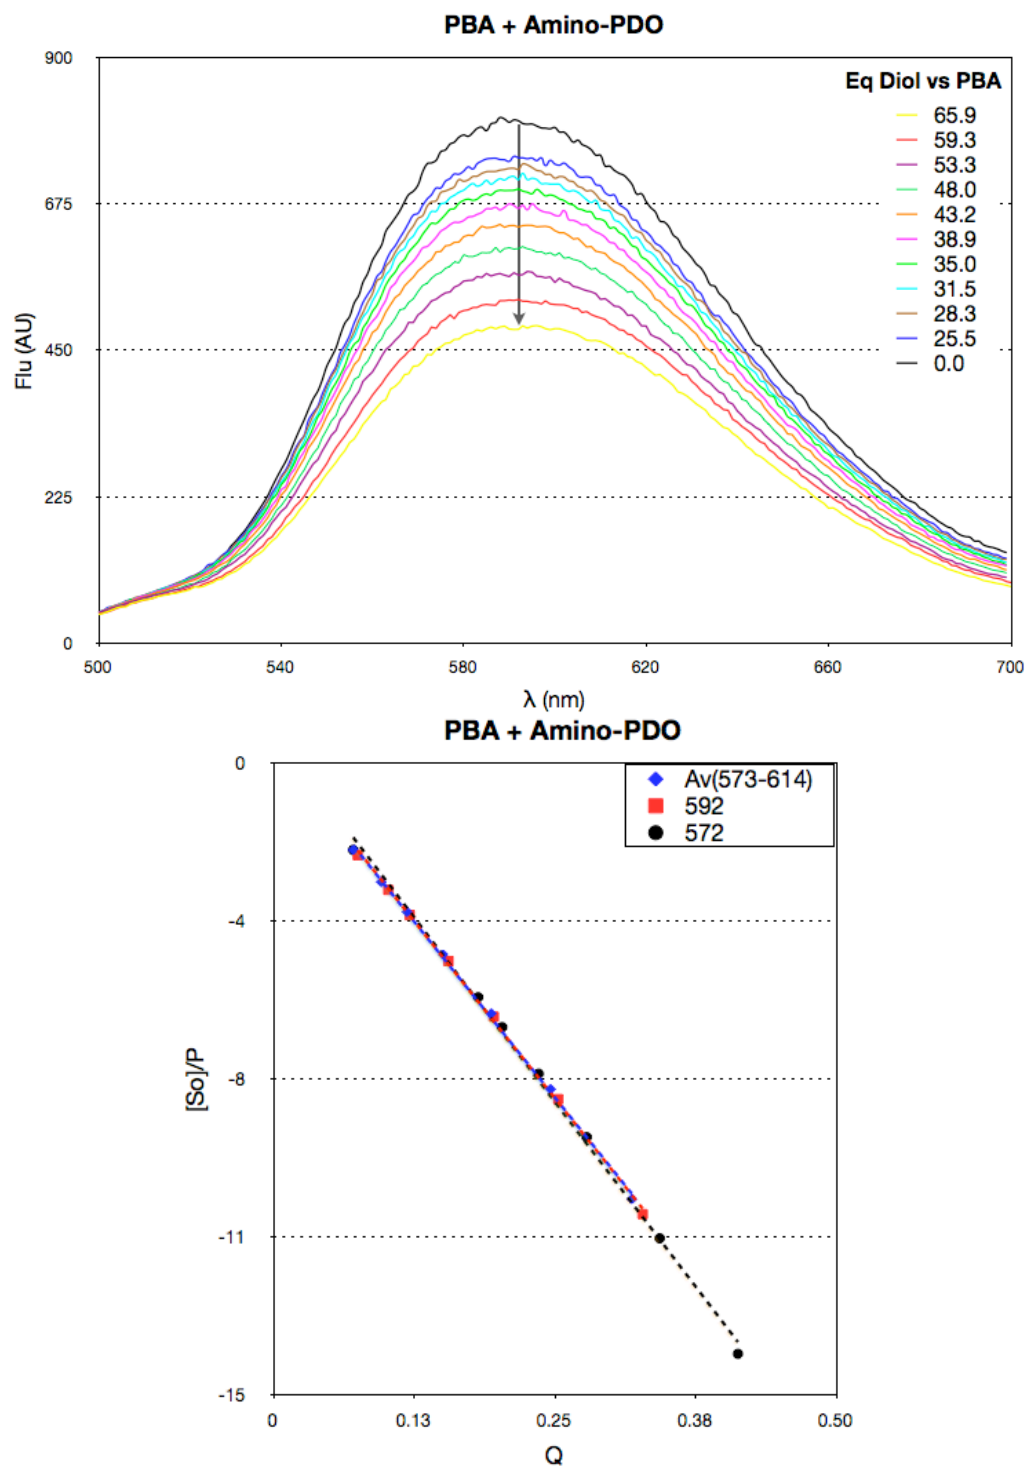 PBA + Amino-PDO
900
675
450
225
0
Flu (AU)
Eq Diol vs PBA
65.9
59.3
53.3
48.0
43.2
38.9
35.0
31.5
28.3
25.5
0.0
500 540 580 620 660 700
λ (nm)
PBA + Amino-PDO
Av(573-614)
592
572
0
-4
-8
-11
-15
[So]/P
0 0.13 0.25 0.38 0.50
Q